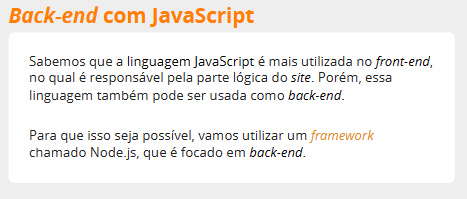 Back-end com JavaScript
Sabemos que a linguagem JavaScript é mais utilizada no front-end,
no qual é responsável pela parte lógica do site. Porém, essa
linguagem também pode ser usada como back-end.
Para que isso seja possível, vamos utilizar um framework
chamado Node.js, que é focado em back-end.